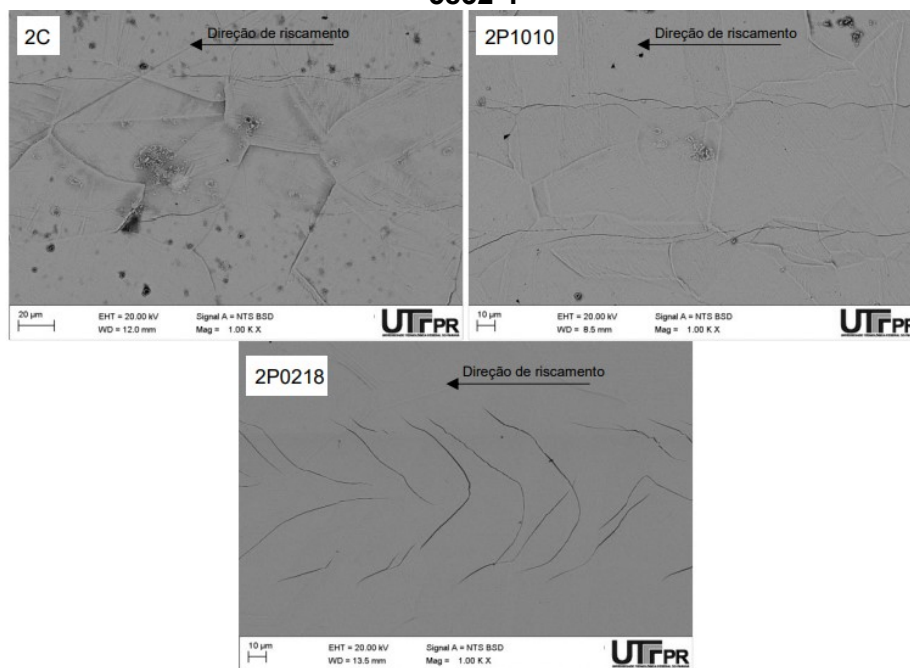 2C
Direção de riscamento
20 µm
EHT = 20.00 kV
WD = 12.0 mm
Signal A = NTS BSD
Mag = 1.00 K X
UTFPR
2P1010
Direção de riscamento
10 µm
EHT = 20.00 kV
WD = 8.5 mm
Signal A = NTS BSD
Mag = 1.00 K X
UTFPR
2P0218
Direção de riscamento
10 µm
EHT = 20.00 kV
WD = 13.5 mm
Signal A = NTS BSD
Mag = 1.00 K X
UTFPR